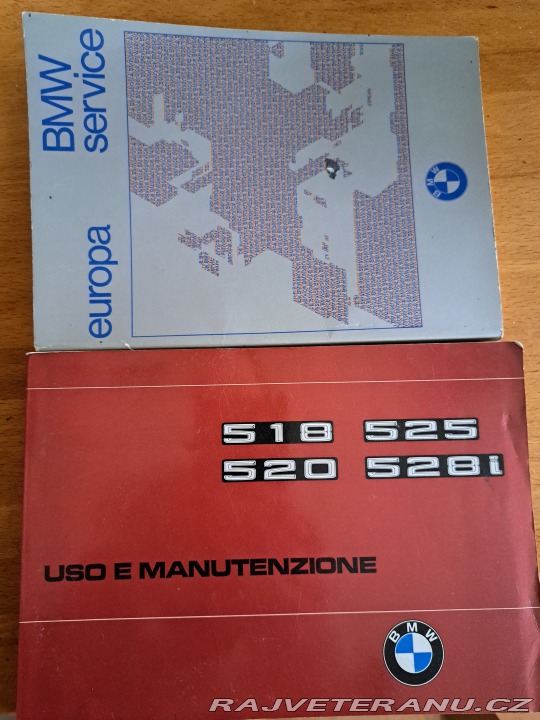 BMW
service
europa
BMW
518 525
520 528i
USO E MANUTENZIONE
BMW
RAJVETERANU.CZ